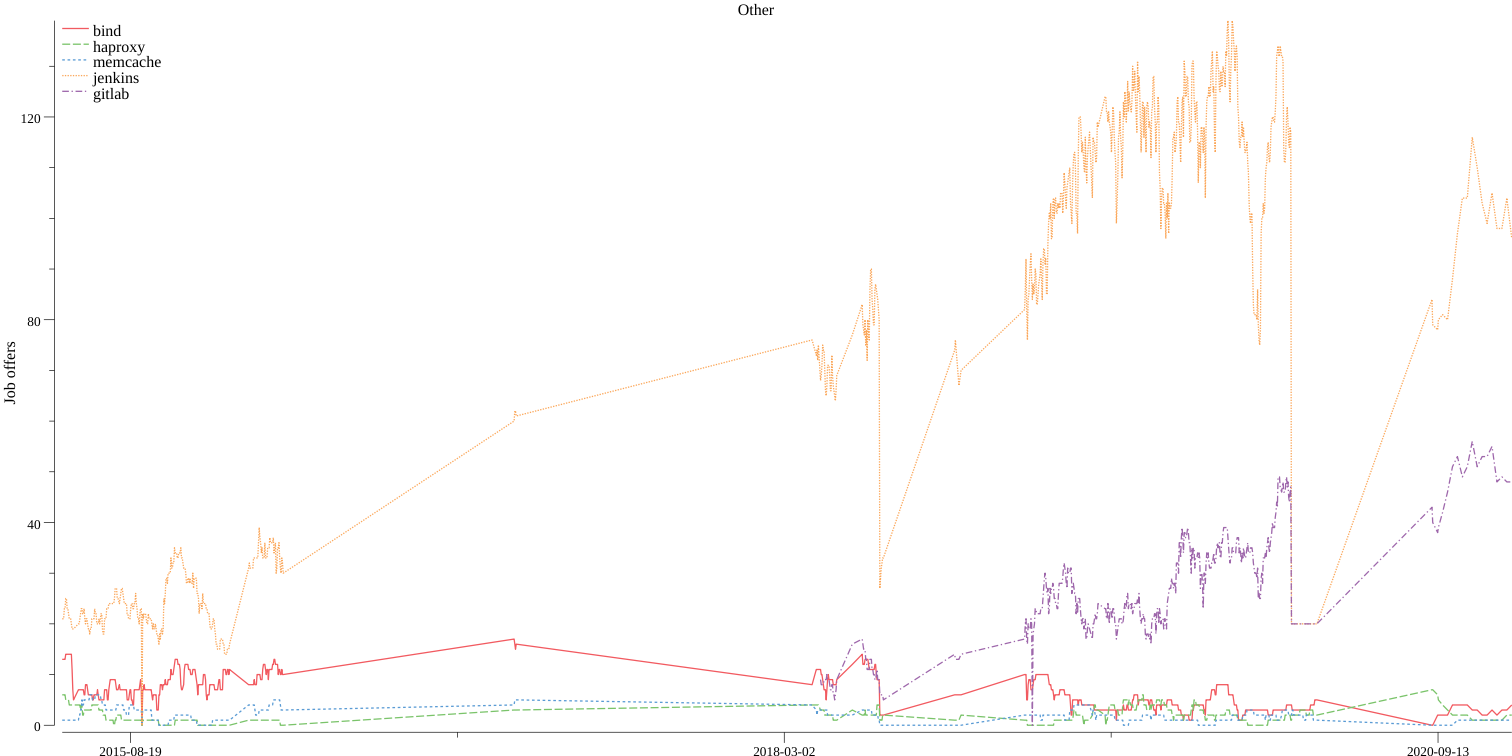 Other
bind
haproxy
memcache
jenkins
gitlab
120
80
40
0
Job offers
2015-08-19
2018-03-02
2020-09-13